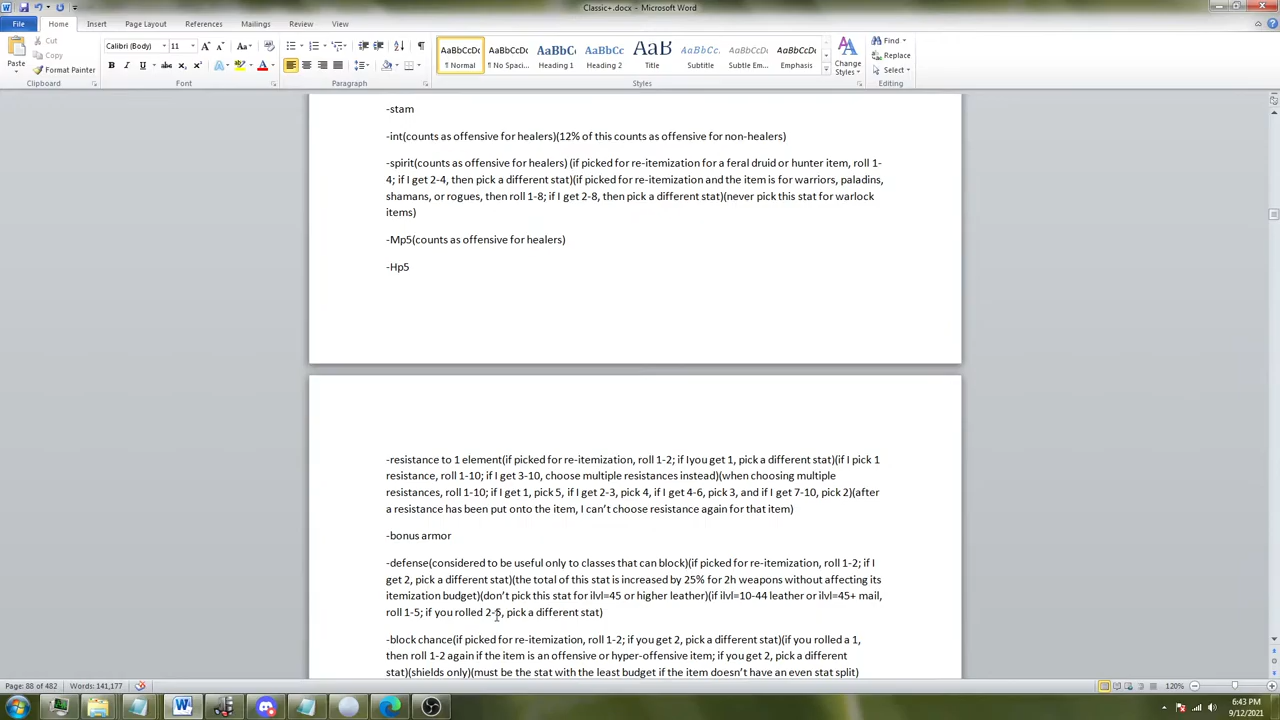 Classic+.docx - Microsoft Word
File Home Insert Page Layout References Mailings Review View
Paste
Cut
Copy
Format Painter
Clipboard
Calibri (Body) 11
Font
Paragraph
AaBbCcDc AaBbCcDc AaBbC AaBbCc AaB AaBbCc AaBbCcDc AaBbCcDc
¶ Normal ¶ No Spaci... Heading 1 Heading 2 Title Subtitle Subtle Em... Emphasis
Change Styles
Styles
Find
Replace
Select
Editing
-stam
-int(counts as offensive for healers)(12% of this counts as offensive for non-healers)
-spirit(counts as offensive for healers) (if picked for re-itemization for a feral druid or hunter item, roll 1-
4; if I get 2-4, then pick a different stat)(if picked for re-itemization and the item is for warriors, paladins,
shamans, or rogues, then roll 1-8; if I get 2-8, then pick a different stat)(never pick this stat for warlock
items)
-Mp5(counts as offensive for healers)
-Hp5
-resistance to 1 element(if picked for re-itemization, roll 1-2; if Iyou get 1, pick a different stat)(if I pick 1
resistance, roll 1-10; if I get 3-10, choose multiple resistances instead)(when choosing multiple
resistances, roll 1-10; if I get 1, pick 5, if I get 2-3, pick 4, if I get 4-6, pick 3, and if I get 7-10, pick 2)(after
a resistance has been put onto the item, I can't choose resistance again for that item)
-bonus armor
-defense(considered to be useful only to classes that can block)(if picked for re-itemization, roll 1-2; if I
get 2, pick a different stat)(the total of this stat is increased by 25% for 2h weapons without affecting its
itemization budget)(don't pick this stat for ilvl=45 or higher leather)(if ilvl=10-44 leather or ilvl=45+ mail,
roll 1-5; if you rolled 2-5, pick a different stat)
-block chance(if picked for re-itemization, roll 1-2; if you get 2, pick a different stat)(if you rolled a 1,
then roll 1-2 again if the item is an offensive or hyper-offensive item; if you get 2, pick a different
stat)(shields only)(must be the stat with the least budget if the item doesn't have an even stat split)
Page: 88 of 482 Words: 141,177 120%
6:43 PM
9/12/2021